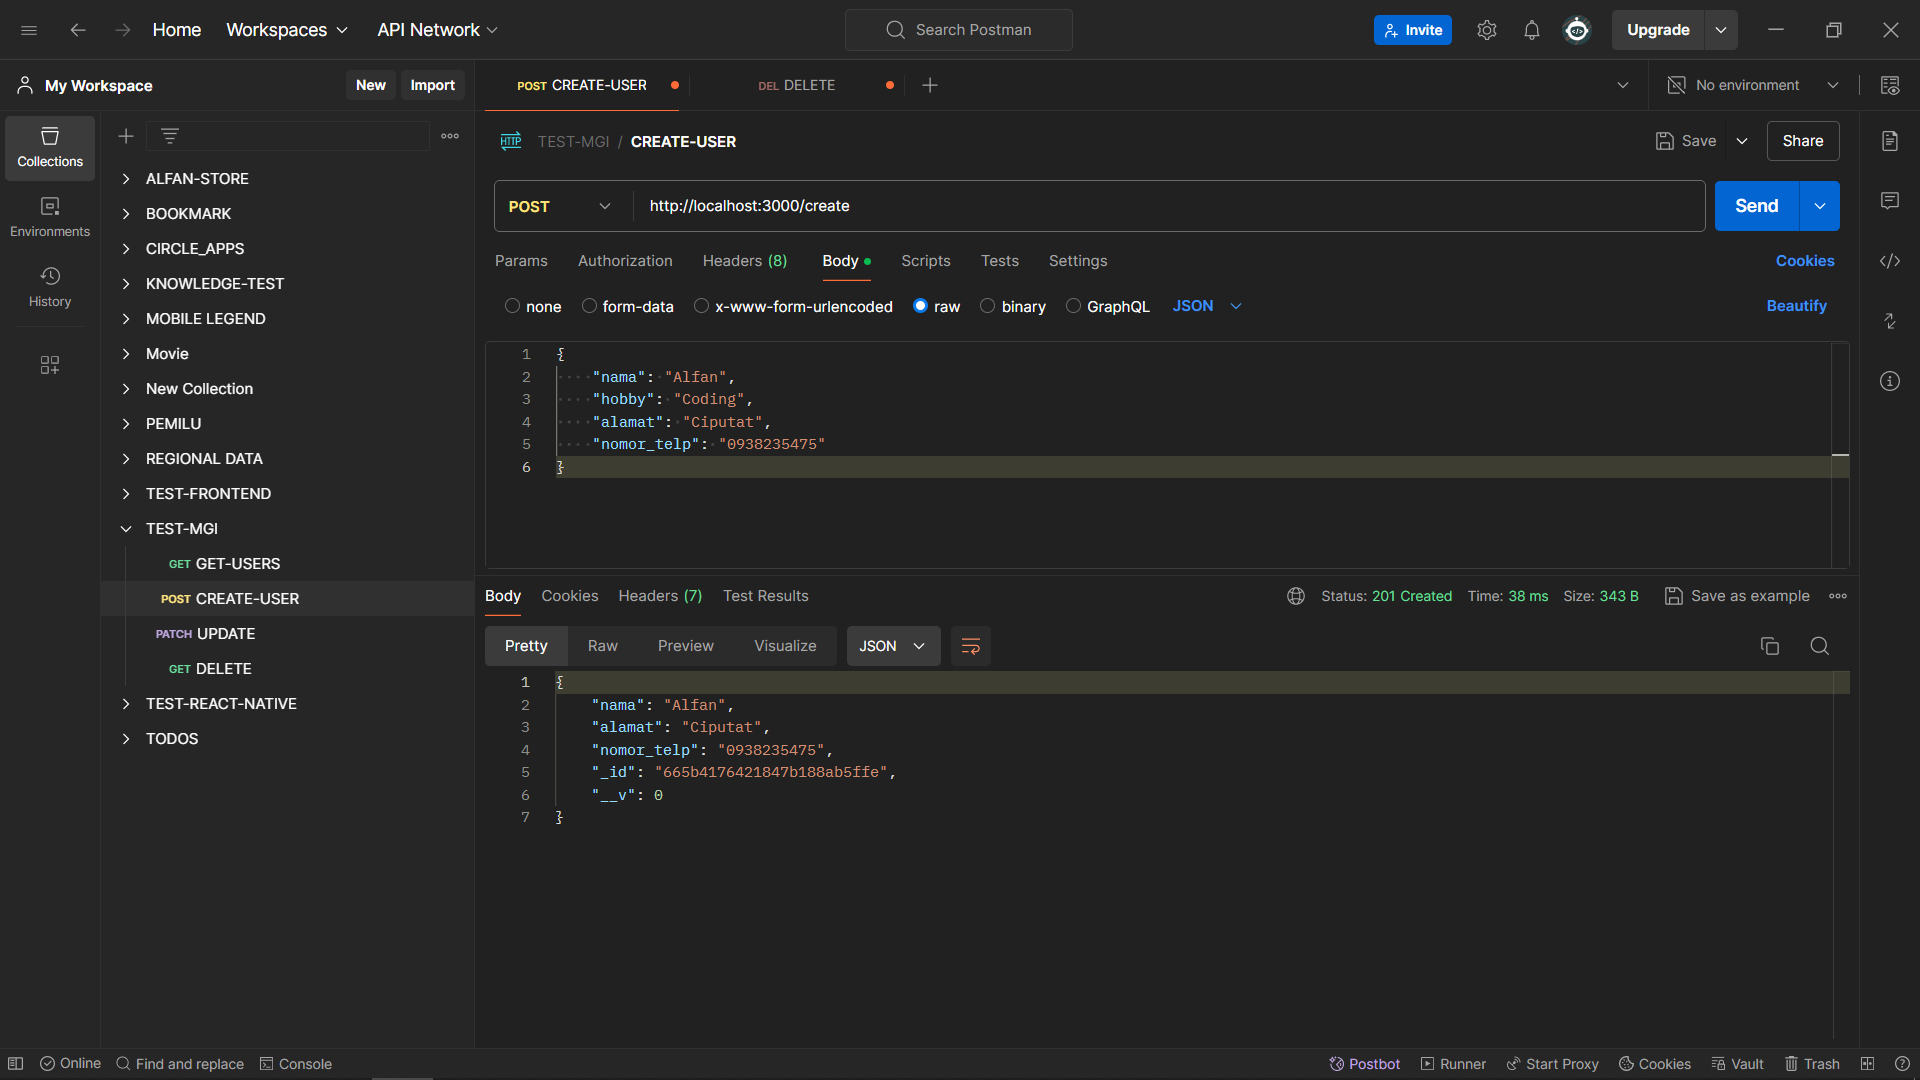 Home Workspaces API Network Search Postman Invite Upgrade
My Workspace New Import POST CREATE-USER DEL DELETE No environment
Collections
Environments
History
ALFAN-STORE
BOOKMARK
CIRCLE_APPS
KNOWLEDGE-TEST
MOBILE LEGEND
Movie
New Collection
PEMILU
REGIONAL DATA
TEST-FRONTEND
TEST-MGI
GET GET-USERS
POST CREATE-USER
PATCH UPDATE
GET DELETE
TEST-REACT-NATIVE
TODOS
HTTP TEST-MGI / CREATE-USER Save Share
POST http://localhost:3000/create Send
Params Authorization Headers (8) Body Scripts Tests Settings Cookies
none form-data x-www-form-urlencoded raw binary GraphQL JSON Beautify
1 {
2 "nama": "Alfan",
3 "hobby": "Coding",
4 "alamat": "Ciputat",
5 "nomor_telp": "0938235475"
6 }
Body Cookies Headers (7) Test Results Status: 201 Created Time: 38 ms Size: 343 B Save as example
Pretty Raw Preview Visualize JSON
1 {
2 "nama": "Alfan",
3 "alamat": "Ciputat",
4 "nomor_telp": "0938235475",
5 "_id": "665b4176421847b188ab5ffe",
6 "__v": 0
7 }
Online Find and replace Console Postbot Runner Start Proxy Cookies Vault Trash